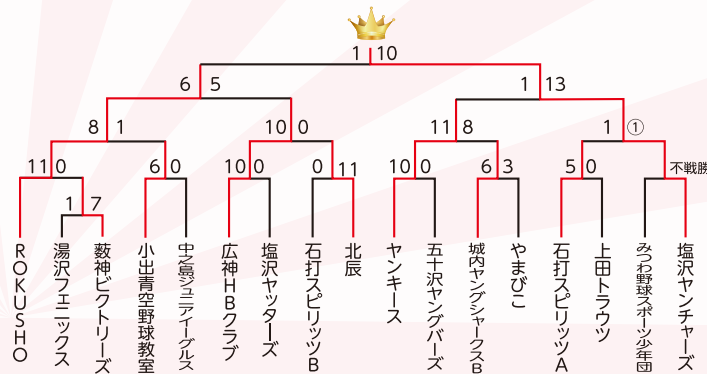 1 10
6 5
1 13
8 1
10 0
11 8
1 ①
11 0
6 0
10 0
0 11
10 0
6 3
5 0
不戦勝
1 7
ROKUSHO
湯沢フェニックス
薮神ビクトリーズ
小出青空野球教室
中之島ジュニアイーグルス
広神HBクラブ
塩沢ヤッターズ
石打スピリッツB
北辰
ヤンキース
五十沢ヤングバーズ
城内ヤングシャークスB
やまびこ
石打スピリッツA
上田トラウツ
みつわ野球スポーツ少年団
塩沢ヤンチャーズ